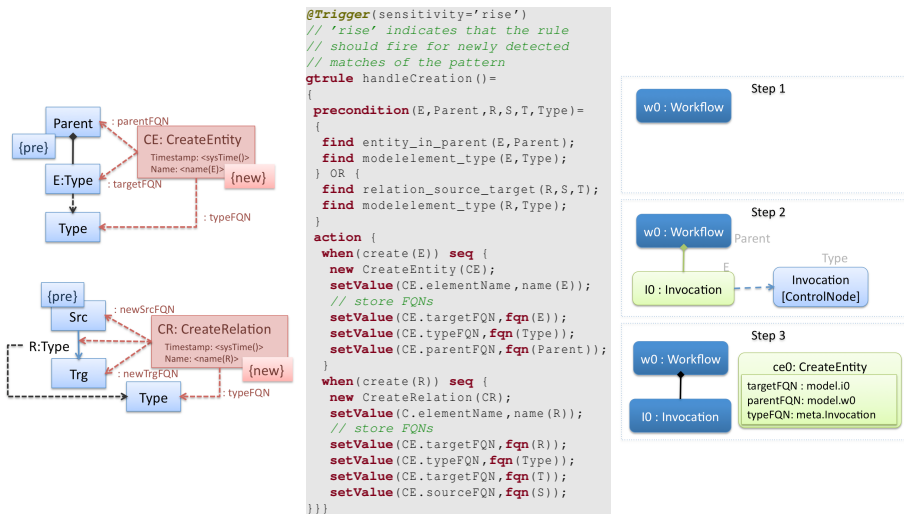 Parent
: parentFQN
CE: CreateEntity
Timestamp: <sysTime()>
Name: <name(E)>
{pre}
{new}
E:Type
: targetFQN
: typeFQN
Type
{pre}
Src
: newSrcFQN
CR: CreateRelation
Timestamp: <sysTime()>
Name: <name(R)>
R:Type
{new}
Trg
: newTrgFQN
: typeFQN
Type
@Trigger(sensitivity='rise')
// 'rise' indicates that the rule
// should fire for newly detected
// matches of the pattern
gtrule handleCreation()=
{
precondition(E,Parent,R,S,T,Type)=
{
find entity_in_parent(E,Parent);
find modelelement_type(E,Type);
} OR {
find relation_source_target(R,S,T);
find modelelement_type(R,Type);
}
action {
when(create(E)) seq {
new CreateEntity(CE);
setValue(CE.elementName,name(E));
// store FQNs
setValue(CE.targetFQN,fqn(E));
setValue(CE.typeFQN,fqn(Type));
setValue(CE.parentFQN,fqn(Parent));
}
when(create(R)) seq {
new CreateRelation(CR);
setValue(C.elementName,name(R));
// store FQNs
setValue(CE.targetFQN,fqn(R));
setValue(CE.typeFQN,fqn(Type));
setValue(CE.targetFQN,fqn(T));
setValue(CE.sourceFQN,fqn(S));
}}}
Step 1
w0 : Workflow
Step 2
w0 : Workflow
Parent
Type
E
I0 : Invocation
Invocation
[ControlNode]
Step 3
w0 : Workflow
ce0: CreateEntity
targetFQN : model.i0
parentFQN: model.w0
typeFQN: meta.Invocation
I0 : Invocation